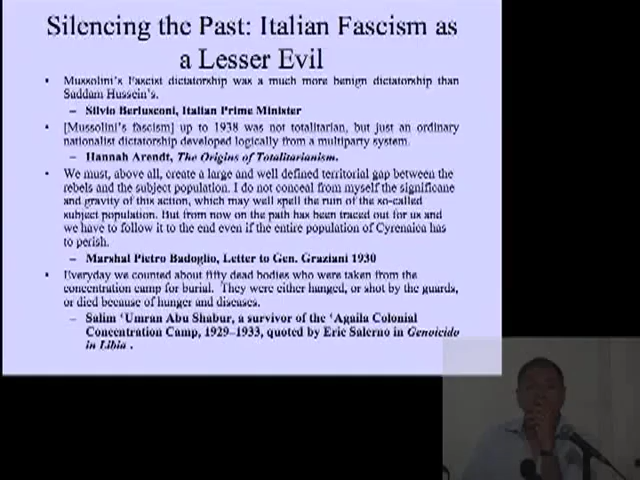 Silencing the Past: Italian Fascism as
a Lesser Evil
• Mussolini's Fascist dictatorship was a much more benign dictatorship than
Saddam Hussein's.
– Silvio Berlusconi, Italian Prime Minister
• [Mussolini's fascism] up to 1938 was not totalitarian, but just an ordinary
nationalist dictatorship developed logically from a multiparty system.
– Hannah Arendt, The Origins of Totalitarianism.
• We must, above all, create a large and well defined territorial gap between the
rebels and the subject population. I do not conceal from myself the significane
and gravity of this action, which may well spell the ruin of the so-called
subject population. But from now on the path has been traced out for us and
we have to follow it to the end even if the entire population of Cyrenaica has
to perish.
– Marshal Pietro Badoglio, Letter to Gen. Graziani 1930
• Everyday we counted about fifty dead bodies who were taken from the
concentration camp for burial. They were either hanged, or shot by the guards,
or died because of hunger and diseases.
– Salim 'Umran Abu Shabur, a survivor of the 'Agaila Colonial
Concentration Camp, 1929–1933, quoted by Eric Salerno in Genocido
in Libia .